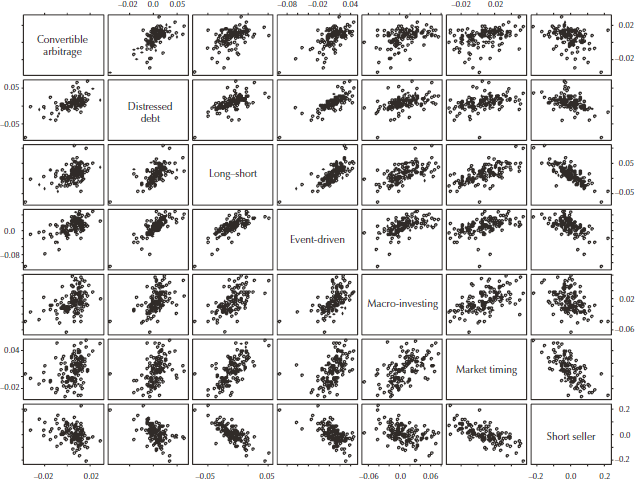 −0.02 0.0 0.05 −0.08 −0.02 0.04 −0.02 0.02
Convertible
arbitrage
0.02
−0.02
0.05
−0.05
Distressed
debt
Long–short
0.05
−0.05
0.0
−0.08
Event-driven
Macro-investing
0.02
−0.06
0.04
−0.02
Market timing
Short seller
0.2
0.0
−0.2
−0.02 0.02 −0.05 0.05 −0.06 0.0 0.06 −0.2 0.0 0.2